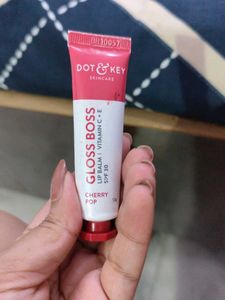 DOT & KEY
SKINCARE
GLOSS BOSS
LIP BALM | VITAMIN C + E
SPF 30
CHERRY
POP